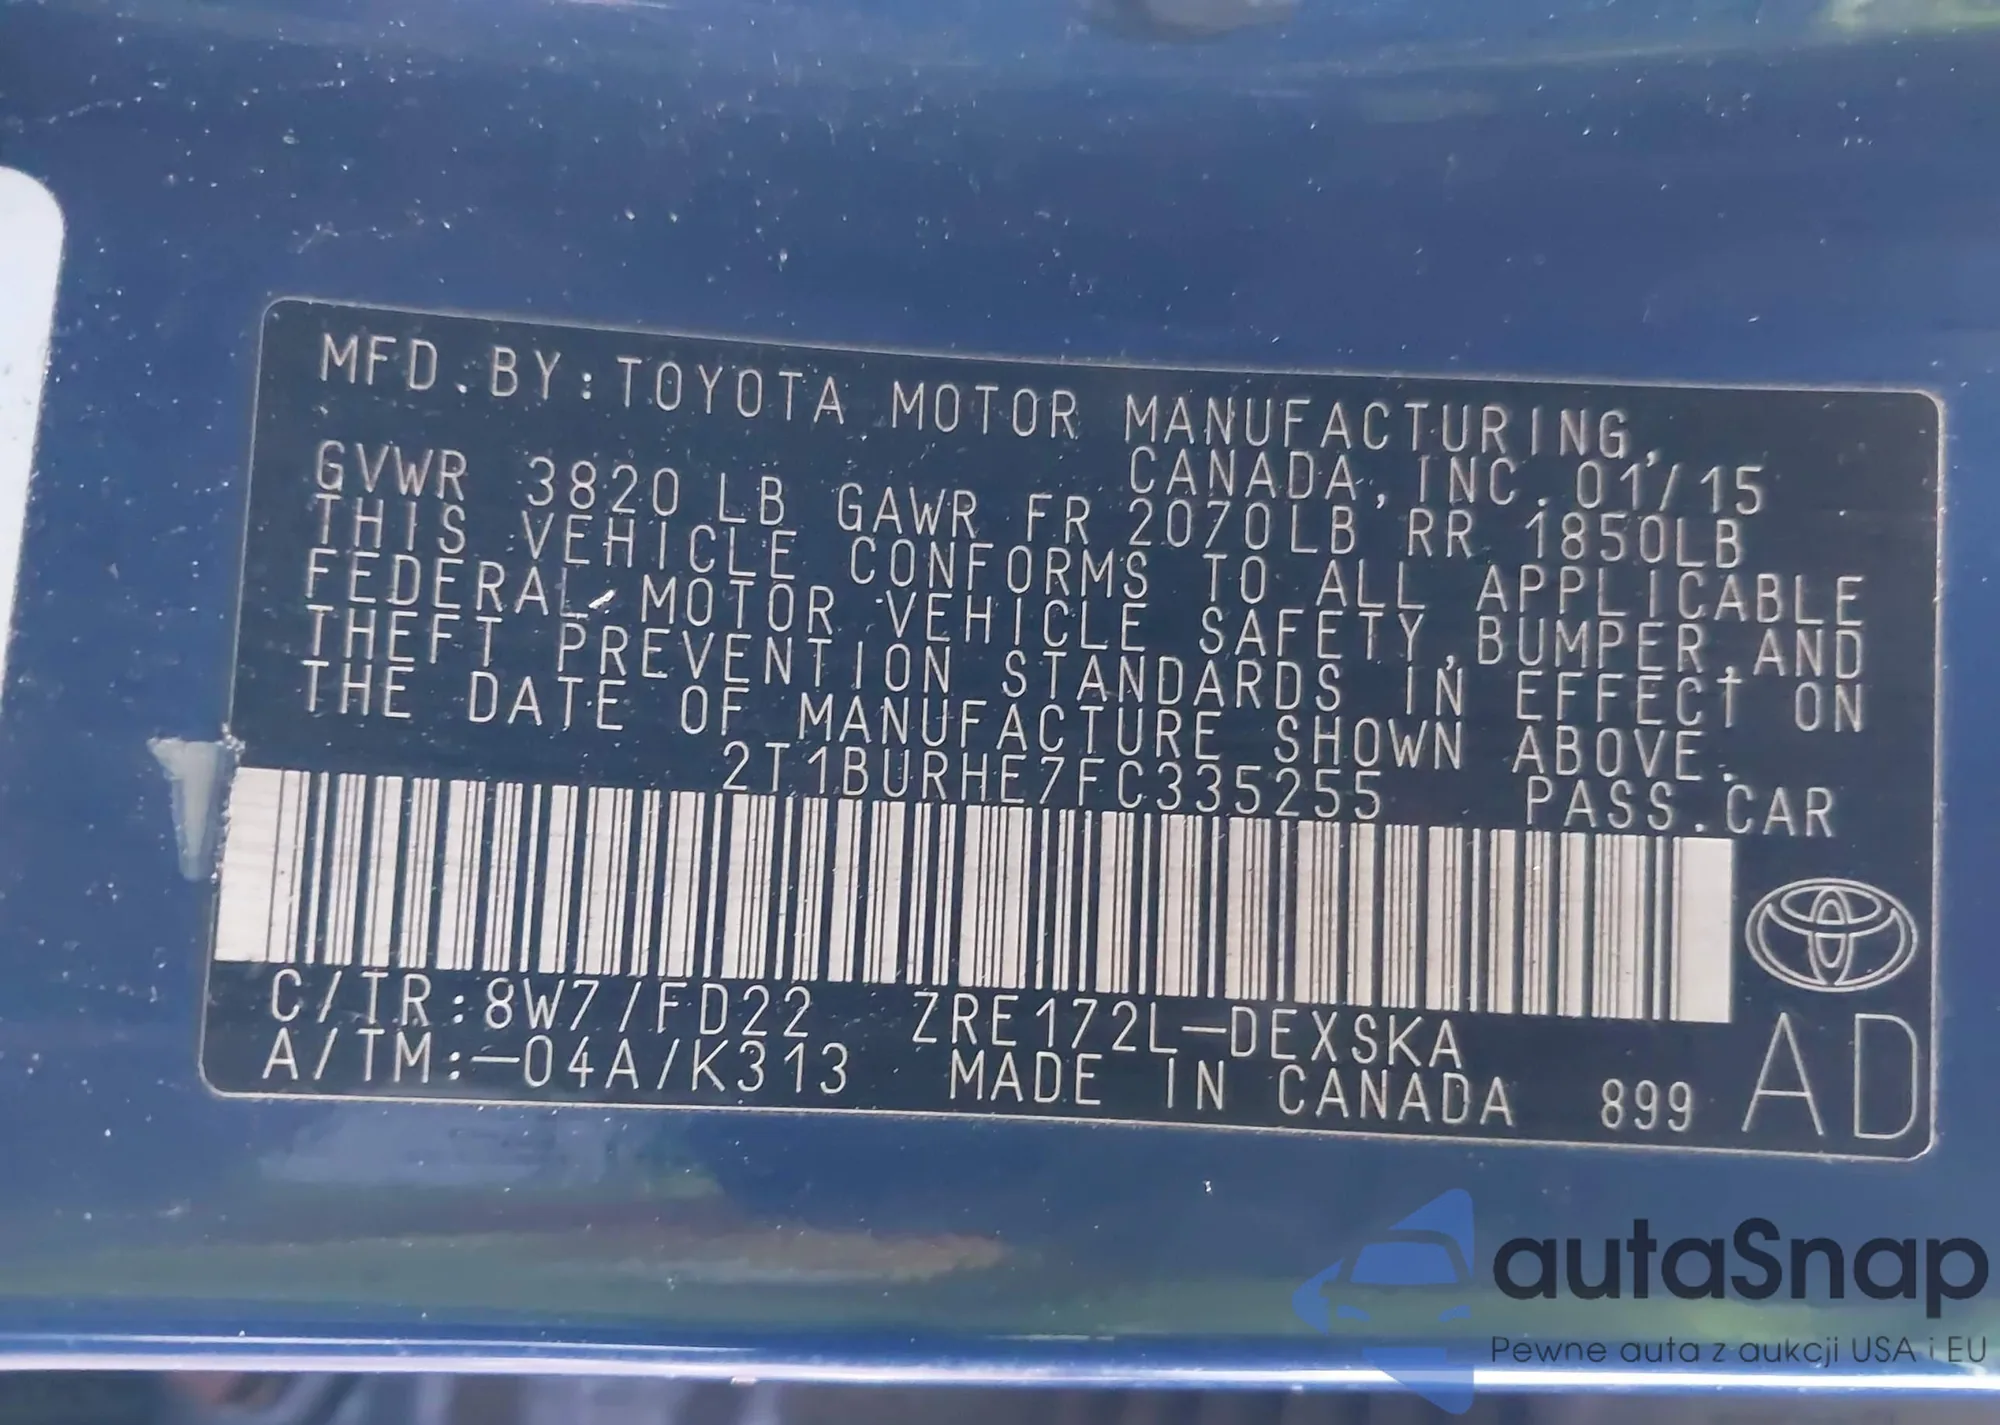 MFD.BY:TOYOTA MOTOR MANUFACTURING,
CANADA, INC. 01/15
GVWR 3820 LB GAWR FR 2070LB RR 1850LB
THIS VEHICLE CONFORMS TO ALL APPLICABLE
FEDERAL MOTOR VEHICLE SAFETY, BUMPER, AND
THEFT PREVENTION STANDARDS IN EFFECT ON
THE DATE OF MANUFACTURE SHOWN ABOVE.
2T1BURHE7FC335255 PASS.CAR
C/TR:8W7/FD22 ZRE172L-DEXSKA
A/TM:-04A/K313 MADE IN CANADA 899
AD
autaSnap
Pewne auta z aukcji USA i EU